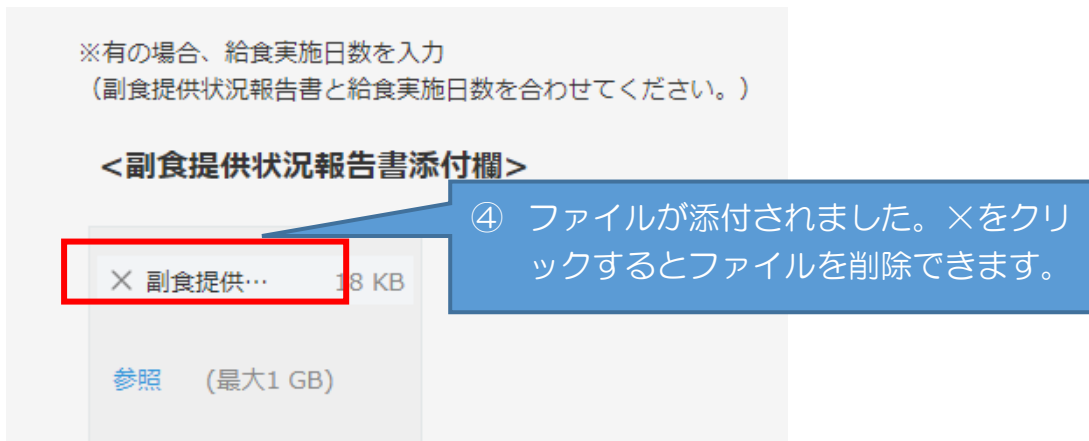 ※有の場合、給食実施日数を入力
（副食提供状況報告書と給食実施日数を合わせてください。）
<副食提供状況報告書添付欄>
④ ファイルが添付されました。×をクリ
ックするとファイルを削除できます。
× 副食提供… 18 KB
参照 (最大1 GB)